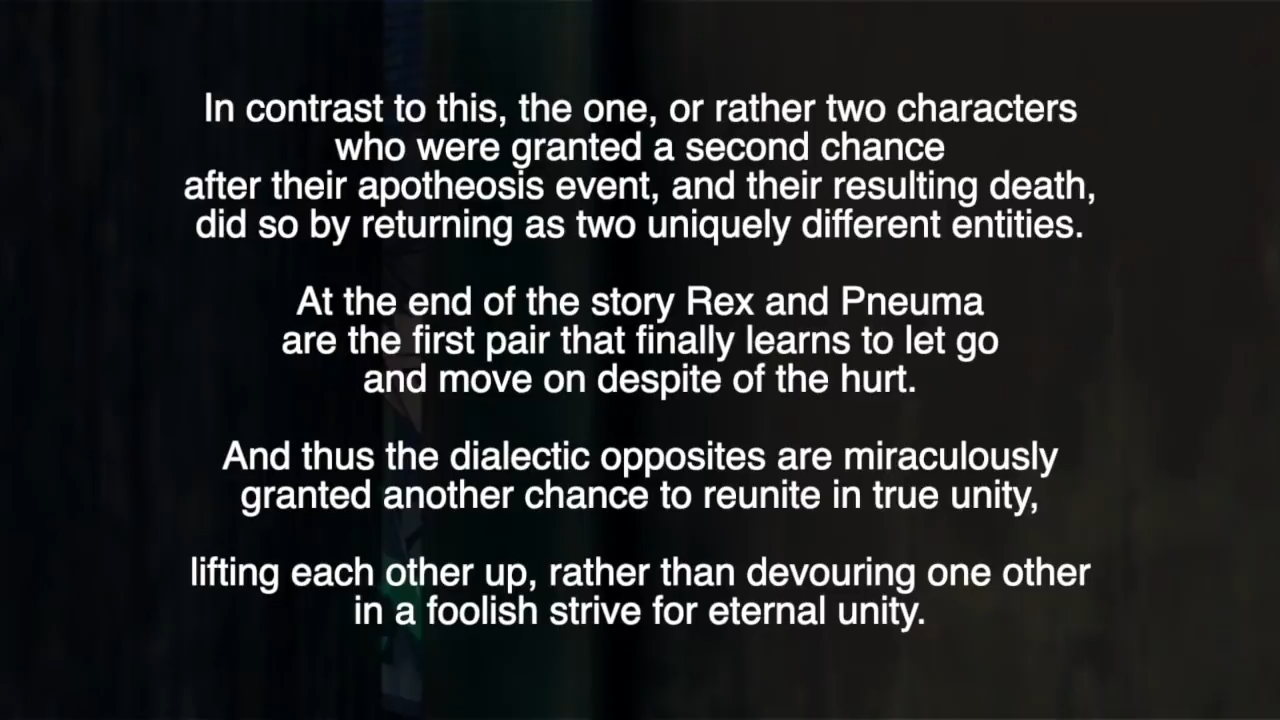 In contrast to this, the one, or rather two characters
who were granted a second chance
after their apotheosis event, and their resulting death,
did so by returning as two uniquely different entities.
At the end of the story Rex and Pneuma
are the first pair that finally learns to let go
and move on despite of the hurt.
And thus the dialectic opposites are miraculously
granted another chance to reunite in true unity,
lifting each other up, rather than devouring one other
in a foolish strive for eternal unity.